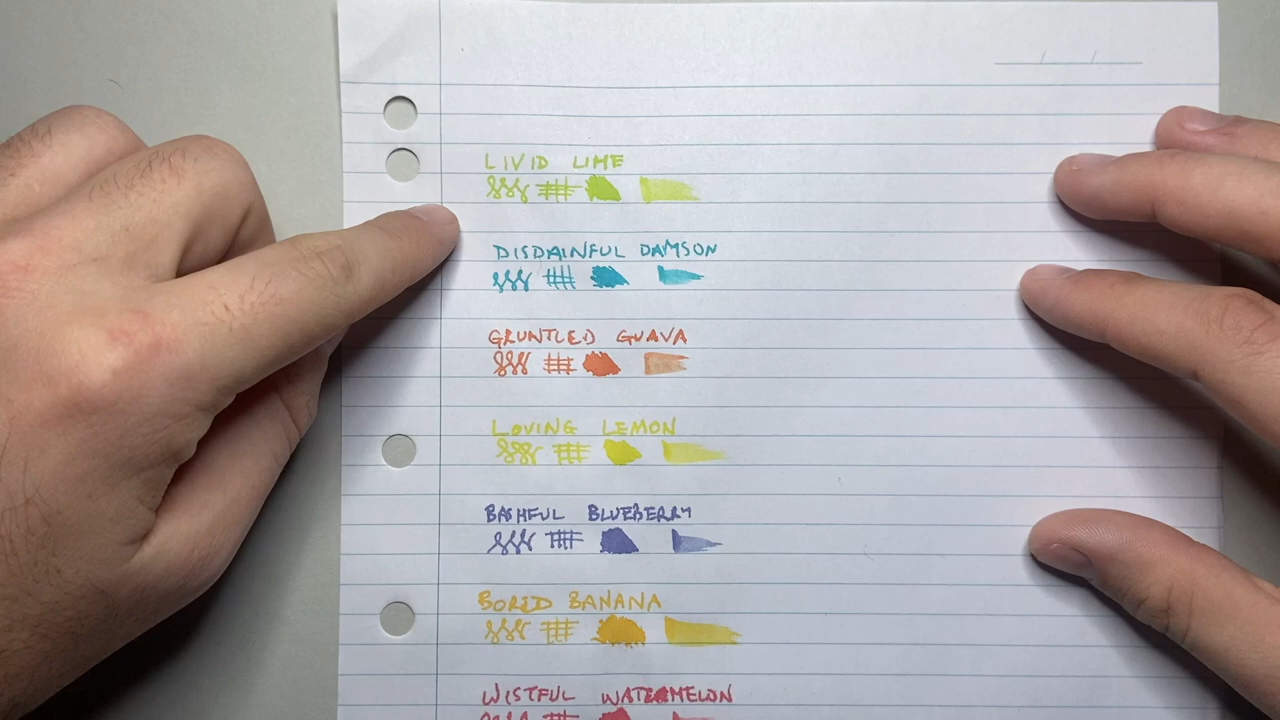 LIVID LIME
DISDAINFUL DAMSON
GRUNTLED GUAVA
LOVING LEMON
BASHFUL BLUEBERRY
BORED BANANA
WISTFUL WATERMELON